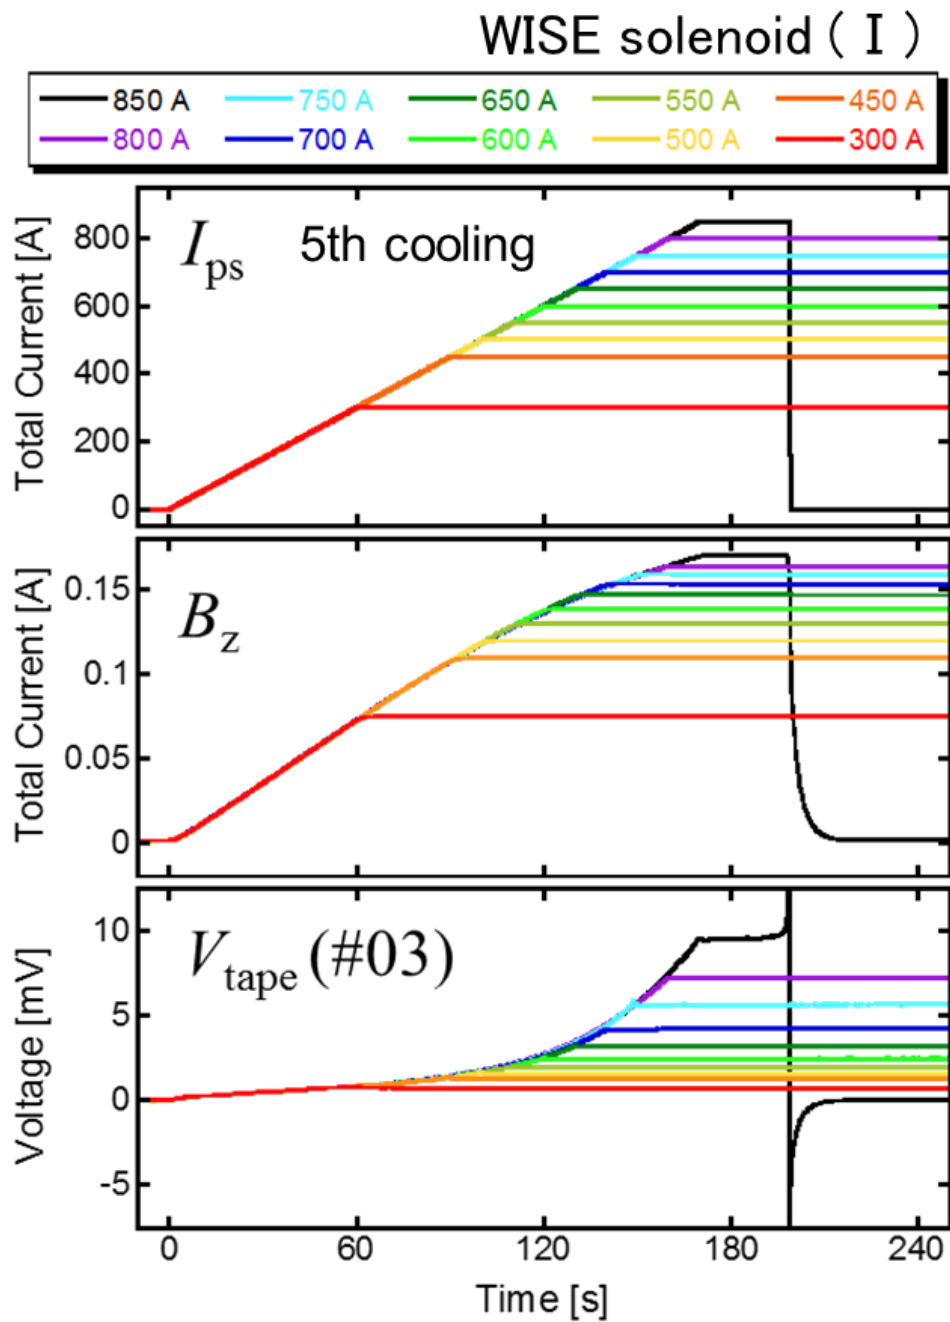 WISE solenoid ( I )
850 A 750 A 650 A 550 A 450 A
800 A 700 A 600 A 500 A 300 A
Total Current [A]
800
600
400
200
0
Ips 5th cooling
Total Current [A]
0.15
0.1
0.05
0
Bz
Voltage [mV]
10
5
0
-5
Vtape (#03)
0 60 120 180 240
Time [s]